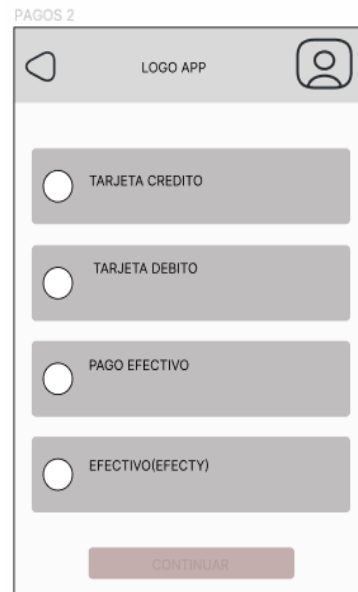 PAGOS 2
LOGO APP
TARJETA CREDITO
TARJETA DEBITO
PAGO EFECTIVO
EFECTIVO(EFECTY)
CONTINUAR